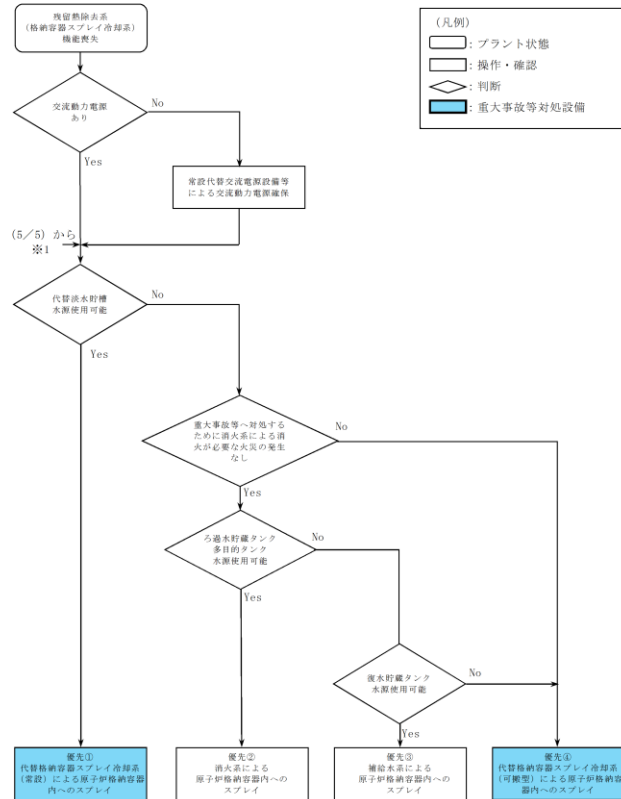 残留熱除去系
(格納容器スプレイ冷却系)
機能喪失
(凡例)
：プラント状態
：操作・確認
：判断
：重大事故等対処設備
交流動力電源
あり
No
Yes
常設代替交流電源設備等
による交流動力電源確保
(5／5) から
※1
代替淡水貯槽
水源使用可能
No
Yes
重大事故等へ対処する
ために消火系による消
火が必要な火災の発生
なし
No
Yes
ろ過水貯蔵タンク
多目的タンク
水源使用可能
No
Yes
復水貯蔵タンク
水源使用可能
No
Yes
優先①
代替格納容器スプレイ冷却系
(常設) による原子炉格納容器
内へのスプレイ
優先②
消火系による
原子炉格納容器内への
スプレイ
優先③
補給水系による
原子炉格納容器内への
スプレイ
優先④
代替格納容器スプレイ冷却系
(可搬型) による原子炉格納容
器内へのスプレイ